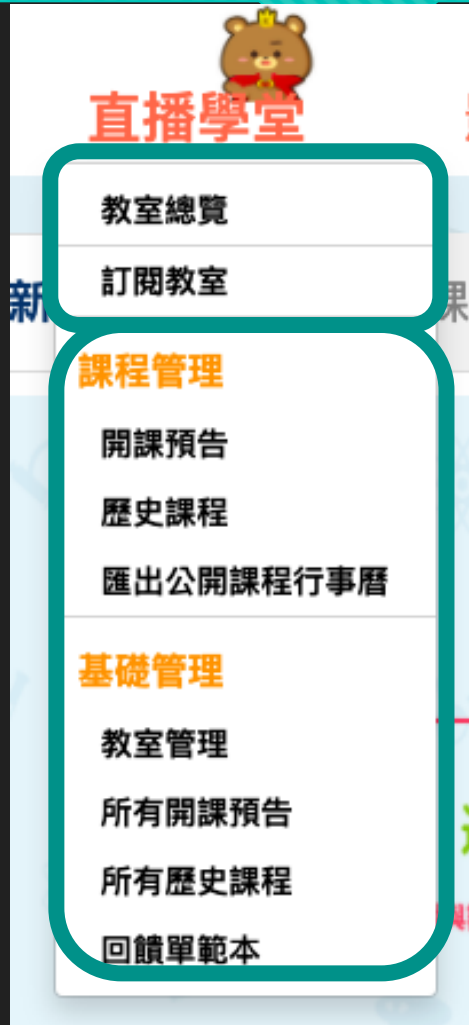 直播學堂
教室總覽
訂閱教室
新
課
課程管理
開課預告
歷史課程
匯出公開課程行事曆
基礎管理
教室管理
所有開課預告
所有歷史課程
回饋單範本